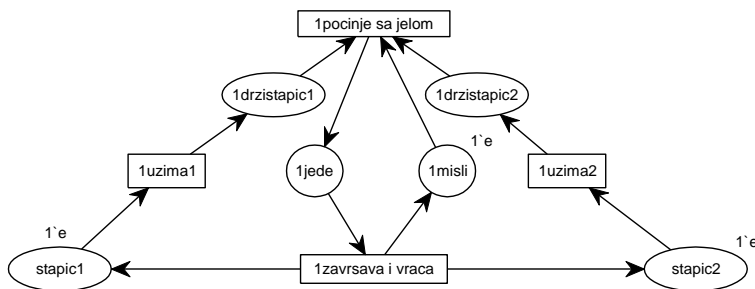 1pocinje sa jelom
1drzistapic1
1drzistapic2
1`e
1uzima1
1jede
1misli
1uzima2
1`e
1`e
stapic1
1zavrsava i vraca
stapic2